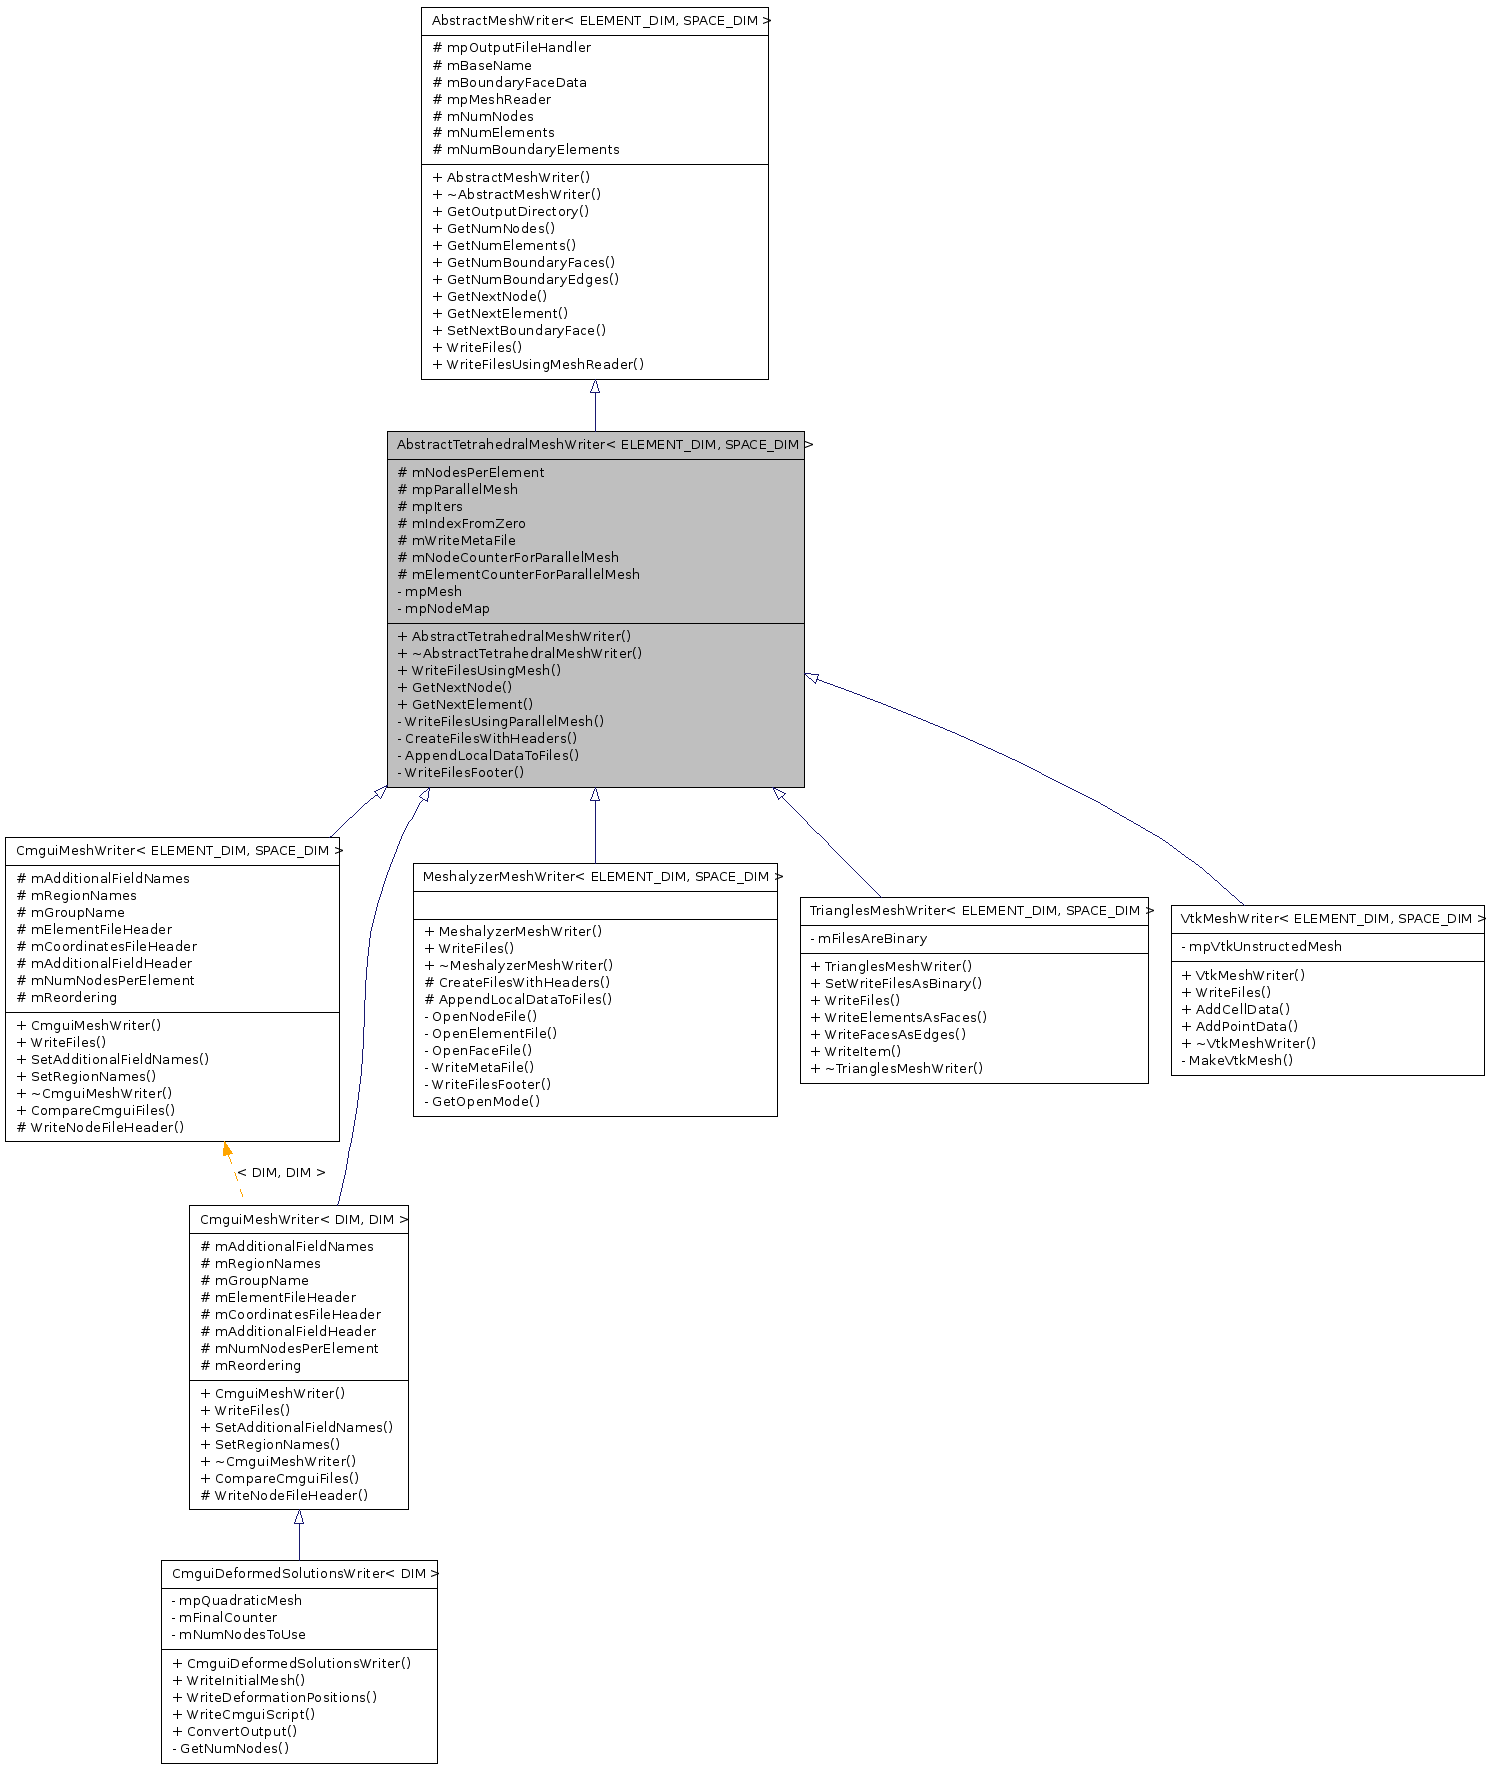 AbstractMeshWriter< ELEMENT_DIM, SPACE_DIM >
# mpOutputFileHandler
# mBaseName
# mBoundaryFaceData
# mpMeshReader
# mNumNodes
# mNumElements
# mNumBoundaryElements
+ AbstractMeshWriter()
+ ~AbstractMeshWriter()
+ GetOutputDirectory()
+ GetNumNodes()
+ GetNumElements()
+ GetNumBoundaryFaces()
+ GetNumBoundaryEdges()
+ GetNextNode()
+ GetNextElement()
+ SetNextBoundaryFace()
+ WriteFiles()
+ WriteFilesUsingMeshReader()
AbstractTetrahedralMeshWriter< ELEMENT_DIM, SPACE_DIM >
# mNodesPerElement
# mpParallelMesh
# mpIters
# mIndexFromZero
# mWriteMetaFile
# mNodeCounterForParallelMesh
# mElementCounterForParallelMesh
- mpMesh
- mpNodeMap
+ AbstractTetrahedralMeshWriter()
+ ~AbstractTetrahedralMeshWriter()
+ WriteFilesUsingMesh()
+ GetNextNode()
+ GetNextElement()
- WriteFilesUsingParallelMesh()
- CreateFilesWithHeaders()
- AppendLocalDataToFiles()
- WriteFilesFooter()
CmguiMeshWriter< ELEMENT_DIM, SPACE_DIM >
# mAdditionalFieldNames
# mRegionNames
# mGroupName
# mElementFileHeader
# mCoordinatesFileHeader
# mAdditionalFieldHeader
# mNumNodesPerElement
# mReordering
+ CmguiMeshWriter()
+ WriteFiles()
+ SetAdditionalFieldNames()
+ SetRegionNames()
+ ~CmguiMeshWriter()
+ CompareCmguiFiles()
# WriteNodeFileHeader()
MeshalyzerMeshWriter< ELEMENT_DIM, SPACE_DIM >
+ MeshalyzerMeshWriter()
+ WriteFiles()
+ ~MeshalyzerMeshWriter()
# CreateFilesWithHeaders()
# AppendLocalDataToFiles()
- OpenNodeFile()
- OpenElementFile()
- OpenFaceFile()
- WriteMetaFile()
- WriteFilesFooter()
- GetOpenMode()
TrianglesMeshWriter< ELEMENT_DIM, SPACE_DIM >
- mFilesAreBinary
+ TrianglesMeshWriter()
+ SetWriteFilesAsBinary()
+ WriteFiles()
+ WriteElementsAsFaces()
+ WriteFacesAsEdges()
+ WriteItem()
+ ~TrianglesMeshWriter()
VtkMeshWriter< ELEMENT_DIM, SPACE_DIM >
- mpVtkUnstructedMesh
+ VtkMeshWriter()
+ WriteFiles()
+ AddCellData()
+ AddPointData()
+ ~VtkMeshWriter()
- MakeVtkMesh()
< DIM, DIM >
CmguiMeshWriter< DIM, DIM >
# mAdditionalFieldNames
# mRegionNames
# mGroupName
# mElementFileHeader
# mCoordinatesFileHeader
# mAdditionalFieldHeader
# mNumNodesPerElement
# mReordering
+ CmguiMeshWriter()
+ WriteFiles()
+ SetAdditionalFieldNames()
+ SetRegionNames()
+ ~CmguiMeshWriter()
+ CompareCmguiFiles()
# WriteNodeFileHeader()
CmguiDeformedSolutionsWriter< DIM >
- mpQuadraticMesh
- mFinalCounter
- mNumNodesToUse
+ CmguiDeformedSolutionsWriter()
+ WriteInitialMesh()
+ WriteDeformationPositions()
+ WriteCmguiScript()
+ ConvertOutput()
- GetNumNodes()